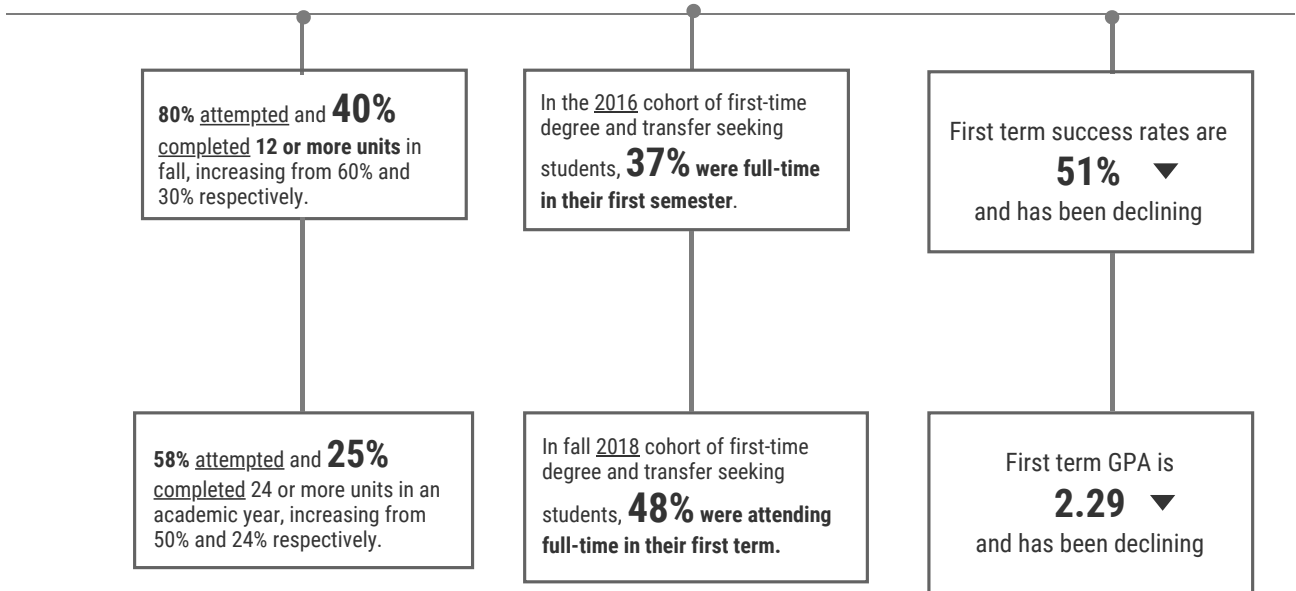 80% attempted and 40%
completed 12 or more units in
fall, increasing from 60% and
30% respectively.
In the 2016 cohort of first-time
degree and transfer seeking
students, 37% were full-time
in their first semester.
First term success rates are
51% ▼
and has been declining
58% attempted and 25%
completed 24 or more units in an
academic year, increasing from
50% and 24% respectively.
In fall 2018 cohort of first-time
degree and transfer seeking
students, 48% were attending
full-time in their first term.
First term GPA is
2.29 ▼
and has been declining